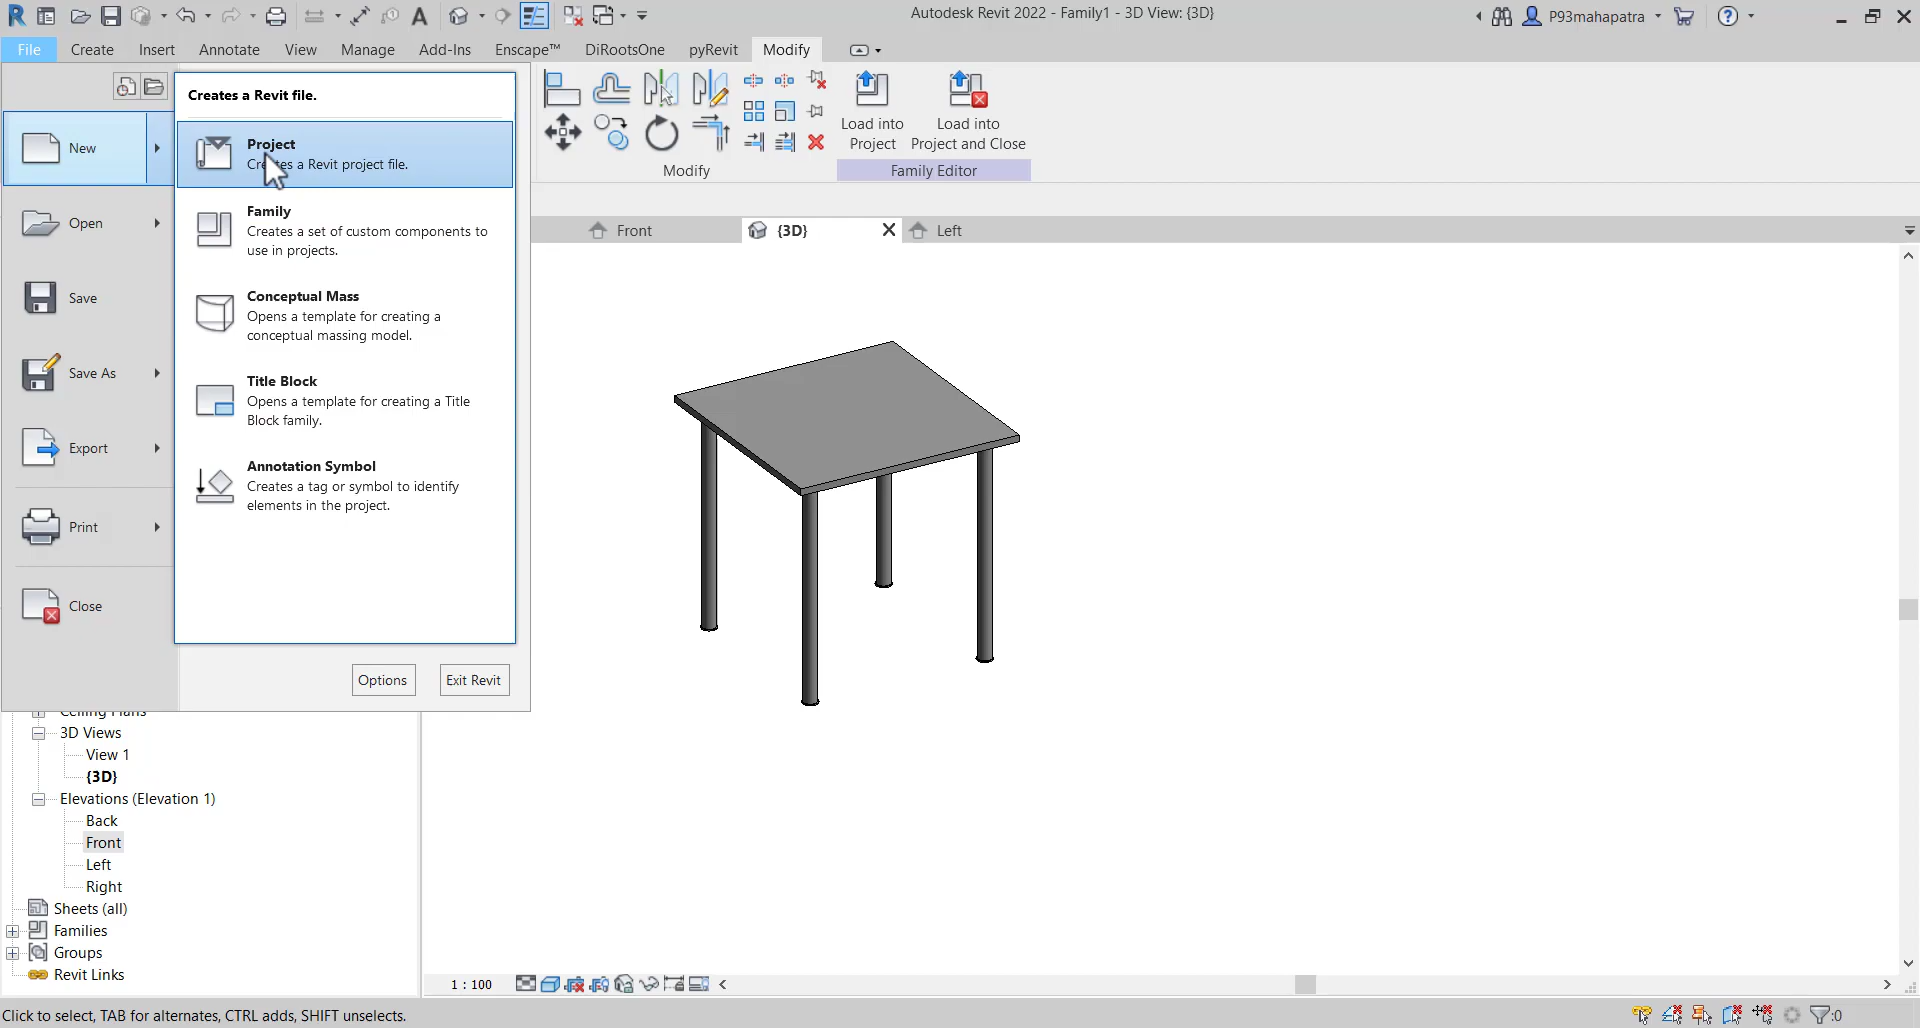 Autodesk Revit 2022 - Family1 - 3D View: {3D}
P93mahapatra
File Create Insert Annotate View Manage Add-Ins Enscape™ DiRootsOne pyRevit Modify
Creates a Revit file.
New
Project
Creates a Revit project file.
Family
Creates a set of custom components to
use in projects.
Conceptual Mass
Opens a template for creating a
conceptual massing model.
Title Block
Opens a template for creating a Title
Block family.
Annotation Symbol
Creates a tag or symbol to identify
elements in the project.
Open
Save
Save As
Export
Print
Close
Options
Exit Revit
Load into
Project
Load into
Project and Close
Modify
Family Editor
Front
{3D}
Left
Ceiling Plans
3D Views
View 1
{3D}
Elevations (Elevation 1)
Back
Front
Left
Right
Sheets (all)
Families
Groups
Revit Links
1 : 100
Click to select, TAB for alternates, CTRL adds, SHIFT unselects.
:0